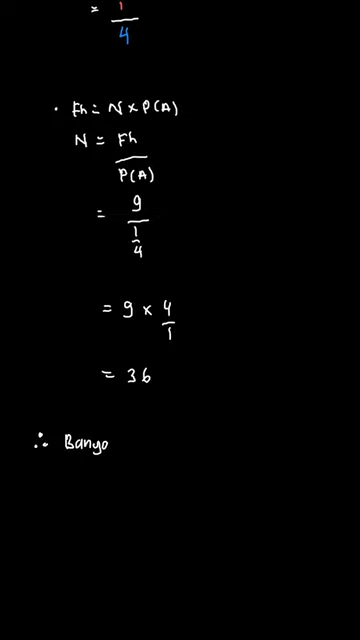 = 1/4
• Fh = N × P(A)
N = Fh/P(A)
= 9/(1/4)
= 9 × 4/1
= 36
∴ Banya